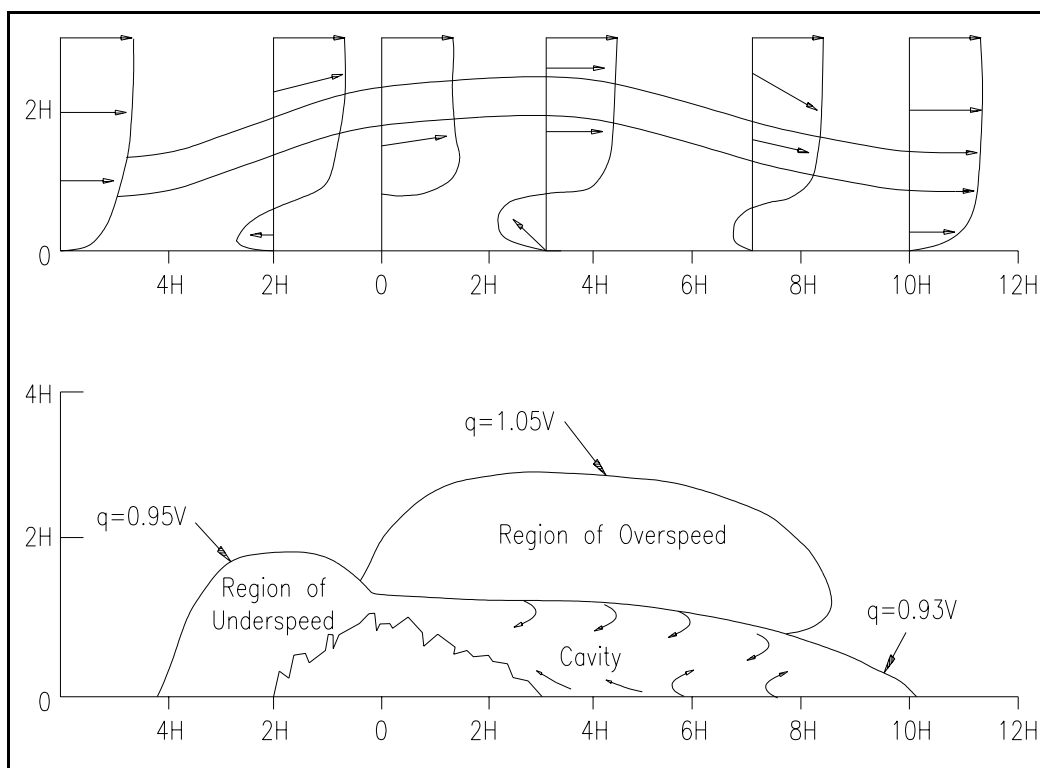 2H
0
4H 2H 0 2H 4H 6H 8H 10H 12H
4H
q=1.05V
q=0.95V
2H
Region of Overspeed
Region of
Underspeed
q=0.93V
Cavity
0
4H 2H 0 2H 4H 6H 8H 10H 12H